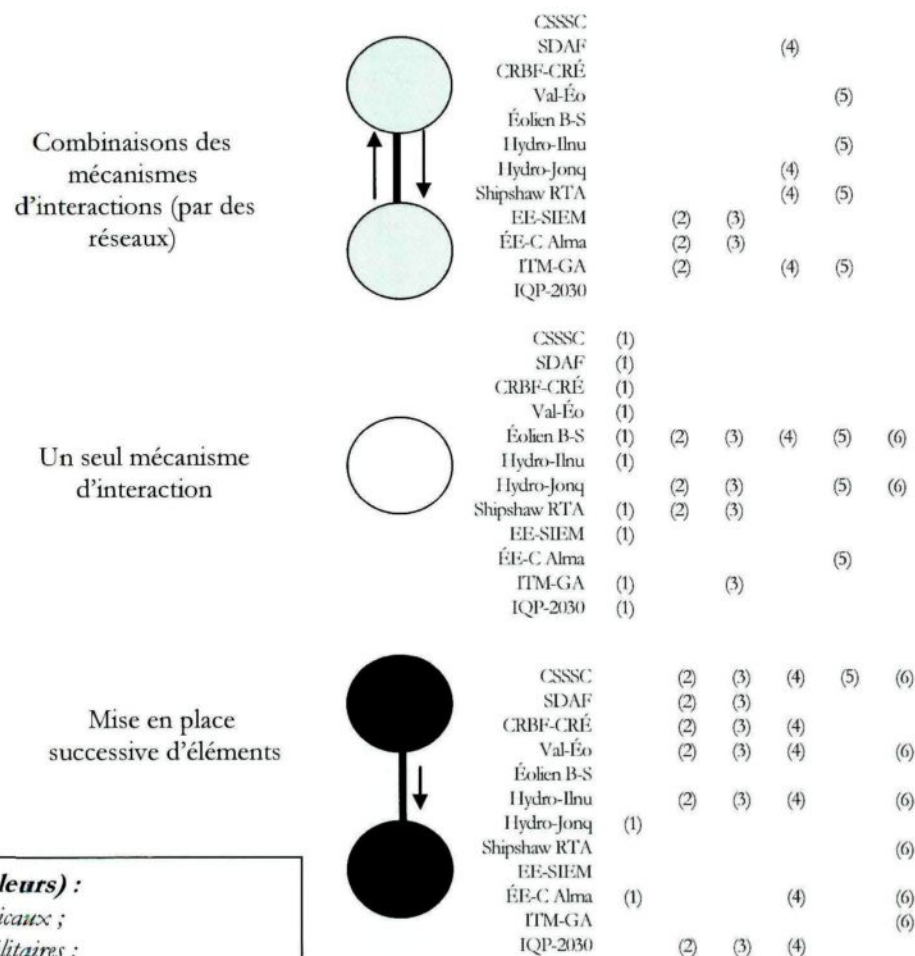 CSSSC
SDAF (4)
CRBF-CRÉ
Val-Éo (5)
Éolien B-S
Combinaisons des
mécanismes
d'interactions (par des
réseaux)
Hydro-Ilnu (5)
Hydro-Jonq (4)
Shipshaw RTA (4) (5)
EE-SIEM (2) (3)
ÉE-C Alma (2) (3)
ITM-GA (2) (4) (5)
IQP-2030
Un seul mécanisme
d'interaction
CSSSC (1)
SDAF (1)
CRBF-CRÉ (1)
Val-Éo (1)
Éolien B-S (1) (2) (3) (4) (5) (6)
Hydro-Ilnu (1)
Hydro-Jonq (2) (3) (5) (6)
Shipshaw RTA (1) (2) (3)
EE-SIEM (1)
ÉE-C Alma (5)
ITM-GA (1) (3)
IQP-2030 (1)
Mise en place
successive d'éléments
CSSSC (2) (3) (4) (5) (6)
SDAF (2) (3)
CRBF-CRÉ (2) (3) (4)
Val-Éo (2) (3) (4) (6)
Éolien B-S
Hydro-Ilnu (2) (3) (4) (6)
Hydro-Jonq (1)
Shipshaw RTA (6)
EE-SIEM
ÉE-C Alma (1) (4) (6)
ITM-GA (6)
IQP-2030 (2) (3) (4)
leurs) :
icaux ;
litaires ;